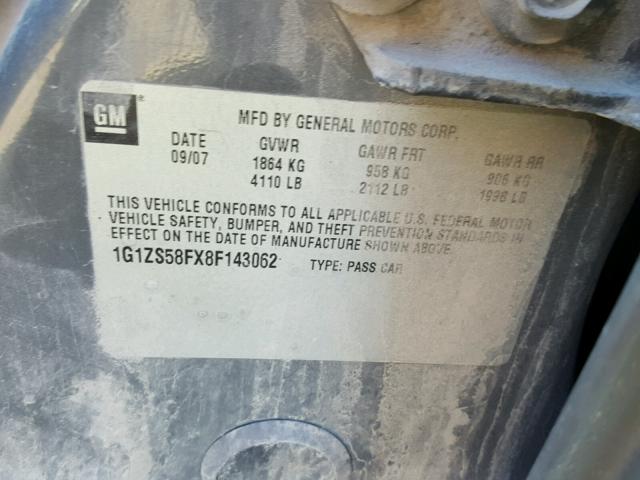 GM ®
MFD BY GENERAL MOTORS CORP.
DATE GVWR GAWR FRT GAWR RR
09/07 1864 KG 958 KG 906 KG
4110 LB 2112 LB 1998 LB
THIS VEHICLE CONFORMS TO ALL APPLICABLE U.S. FEDERAL MOTOR
VEHICLE SAFETY, BUMPER, AND THEFT PREVENTION STANDARDS IN
EFFECT ON THE DATE OF MANUFACTURE SHOWN ABOVE.
1G1ZS58FX8F143062 TYPE: PASS CAR